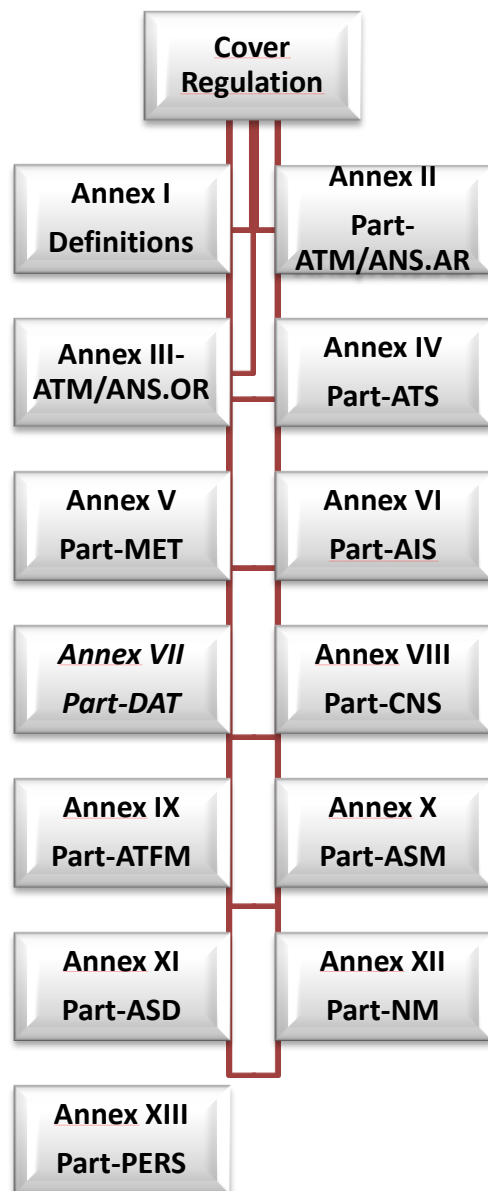 Cover
Regulation
Annex I
Definitions
Annex II
Part-
ATM/ANS.AR
Annex III-
ATM/ANS.OR
Annex IV
Part-ATS
Annex V
Part-MET
Annex VI
Part-AIS
Annex VII
Part-DAT
Annex VIII
Part-CNS
Annex IX
Part-ATFM
Annex X
Part-ASM
Annex XI
Part-ASD
Annex XII
Part-NM
Annex XIII
Part-PERS